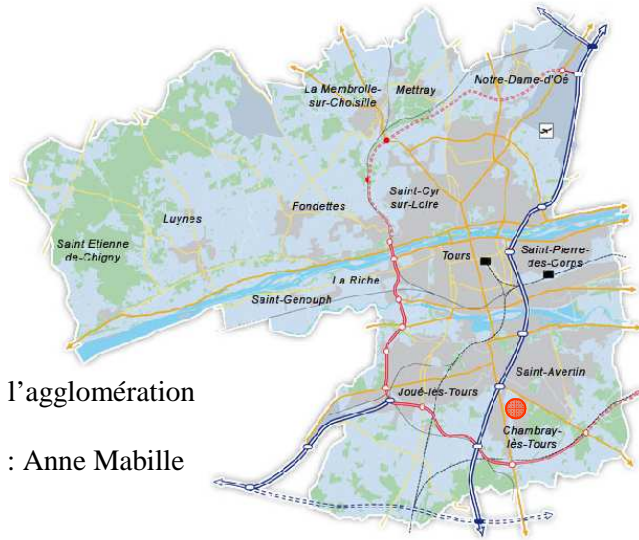 Notre-Dame-d'Oé
La Membrolle-
sur-Choisille
Mettray
Saint-Cyr
sur-Loire
Fondettes
Luynes
Saint Etienne
de-Chigny
Tours
Saint-Pierre-
des-Corps
La Riche
Saint-Genouph
Saint-Avertin
Joué-lès-Tours
l’agglomération
Chambray-
lès-Tours
: Anne Mabille